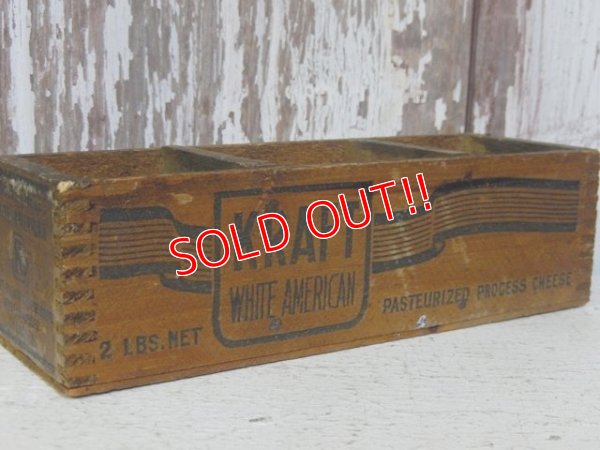 SOLD OUT!!
KRAFT
WHITE AMERICAN
2 LBS. NET
PASTEURIZED PROCESS CHEESE